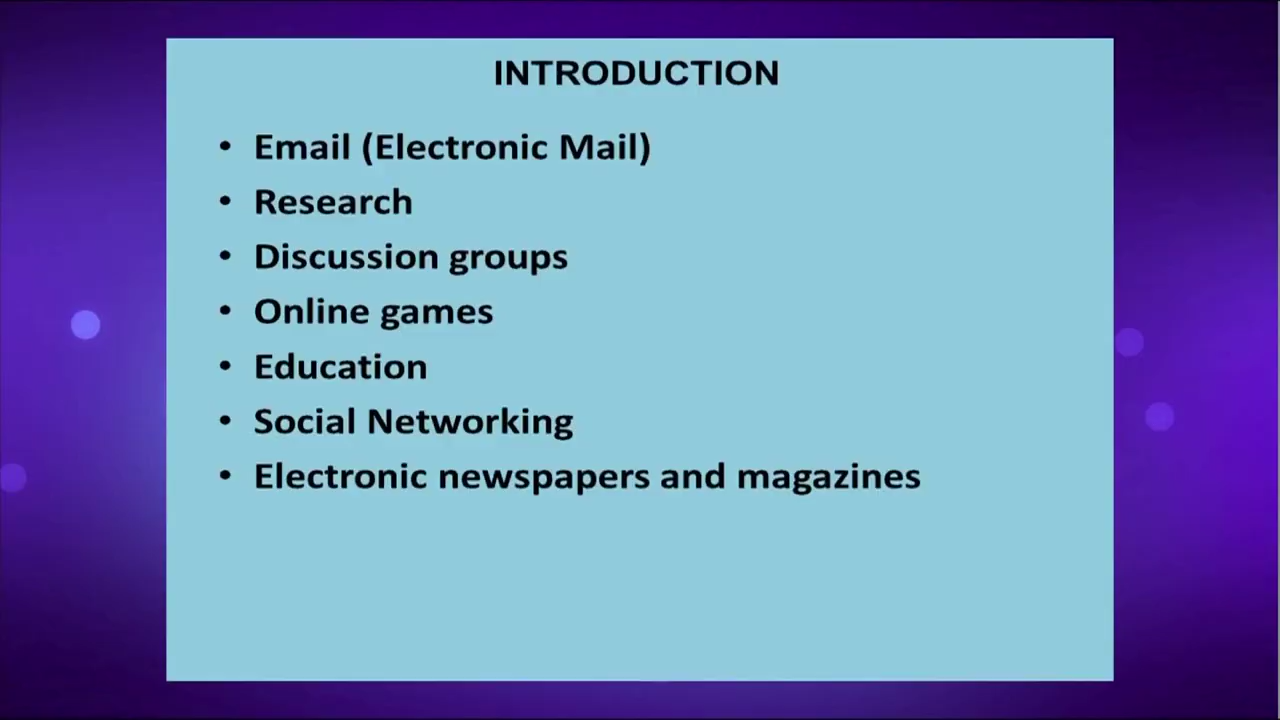 INTRODUCTION
• Email (Electronic Mail)
• Research
• Discussion groups
• Online games
• Education
• Social Networking
• Electronic newspapers and magazines